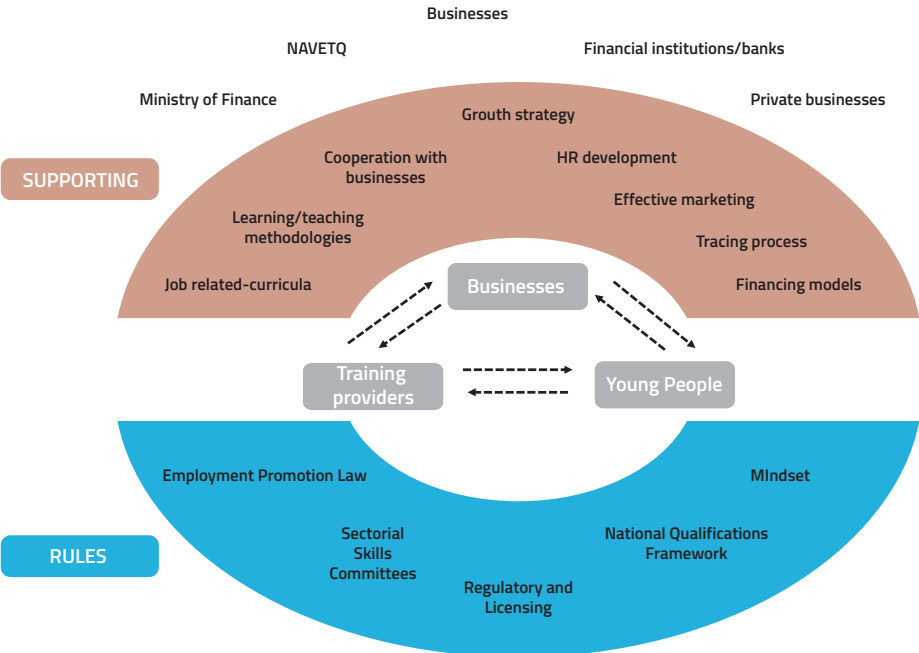 Businesses
NAVETQ
Financial institutions/banks
Ministry of Finance
Private businesses
Grouth strategy
Cooperation with
businesses
HR development
SUPPORTING
Effective marketing
Learning/teaching
methodologies
Tracing process
Job related-curricula
Financing models
Businesses
Training
providers
Young People
Employment Promotion Law
MIndset
Sectorial
Skills
Committees
National Qualifications
Framework
RULES
Regulatory and
Licensing